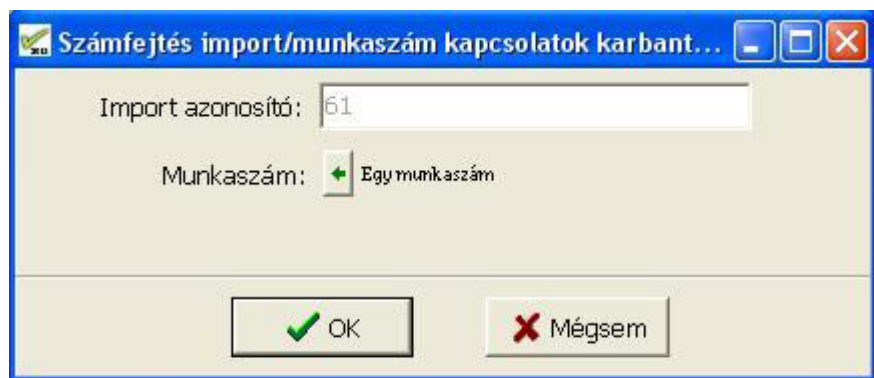 Számfejtés import/munkaszám kapcsolatok karbant...
Import azonosító: 61
Munkaszám: Egy munkaszám
OK Mégsem